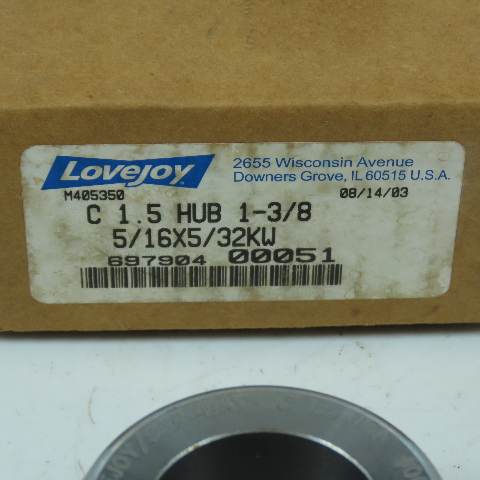 Lovejoy
2655 Wisconsin Avenue
Downers Grove, IL 60515 U.S.A.
M405350
08/14/03
C 1.5 HUB 1-3/8
5/16X5/32KW
697904 00051